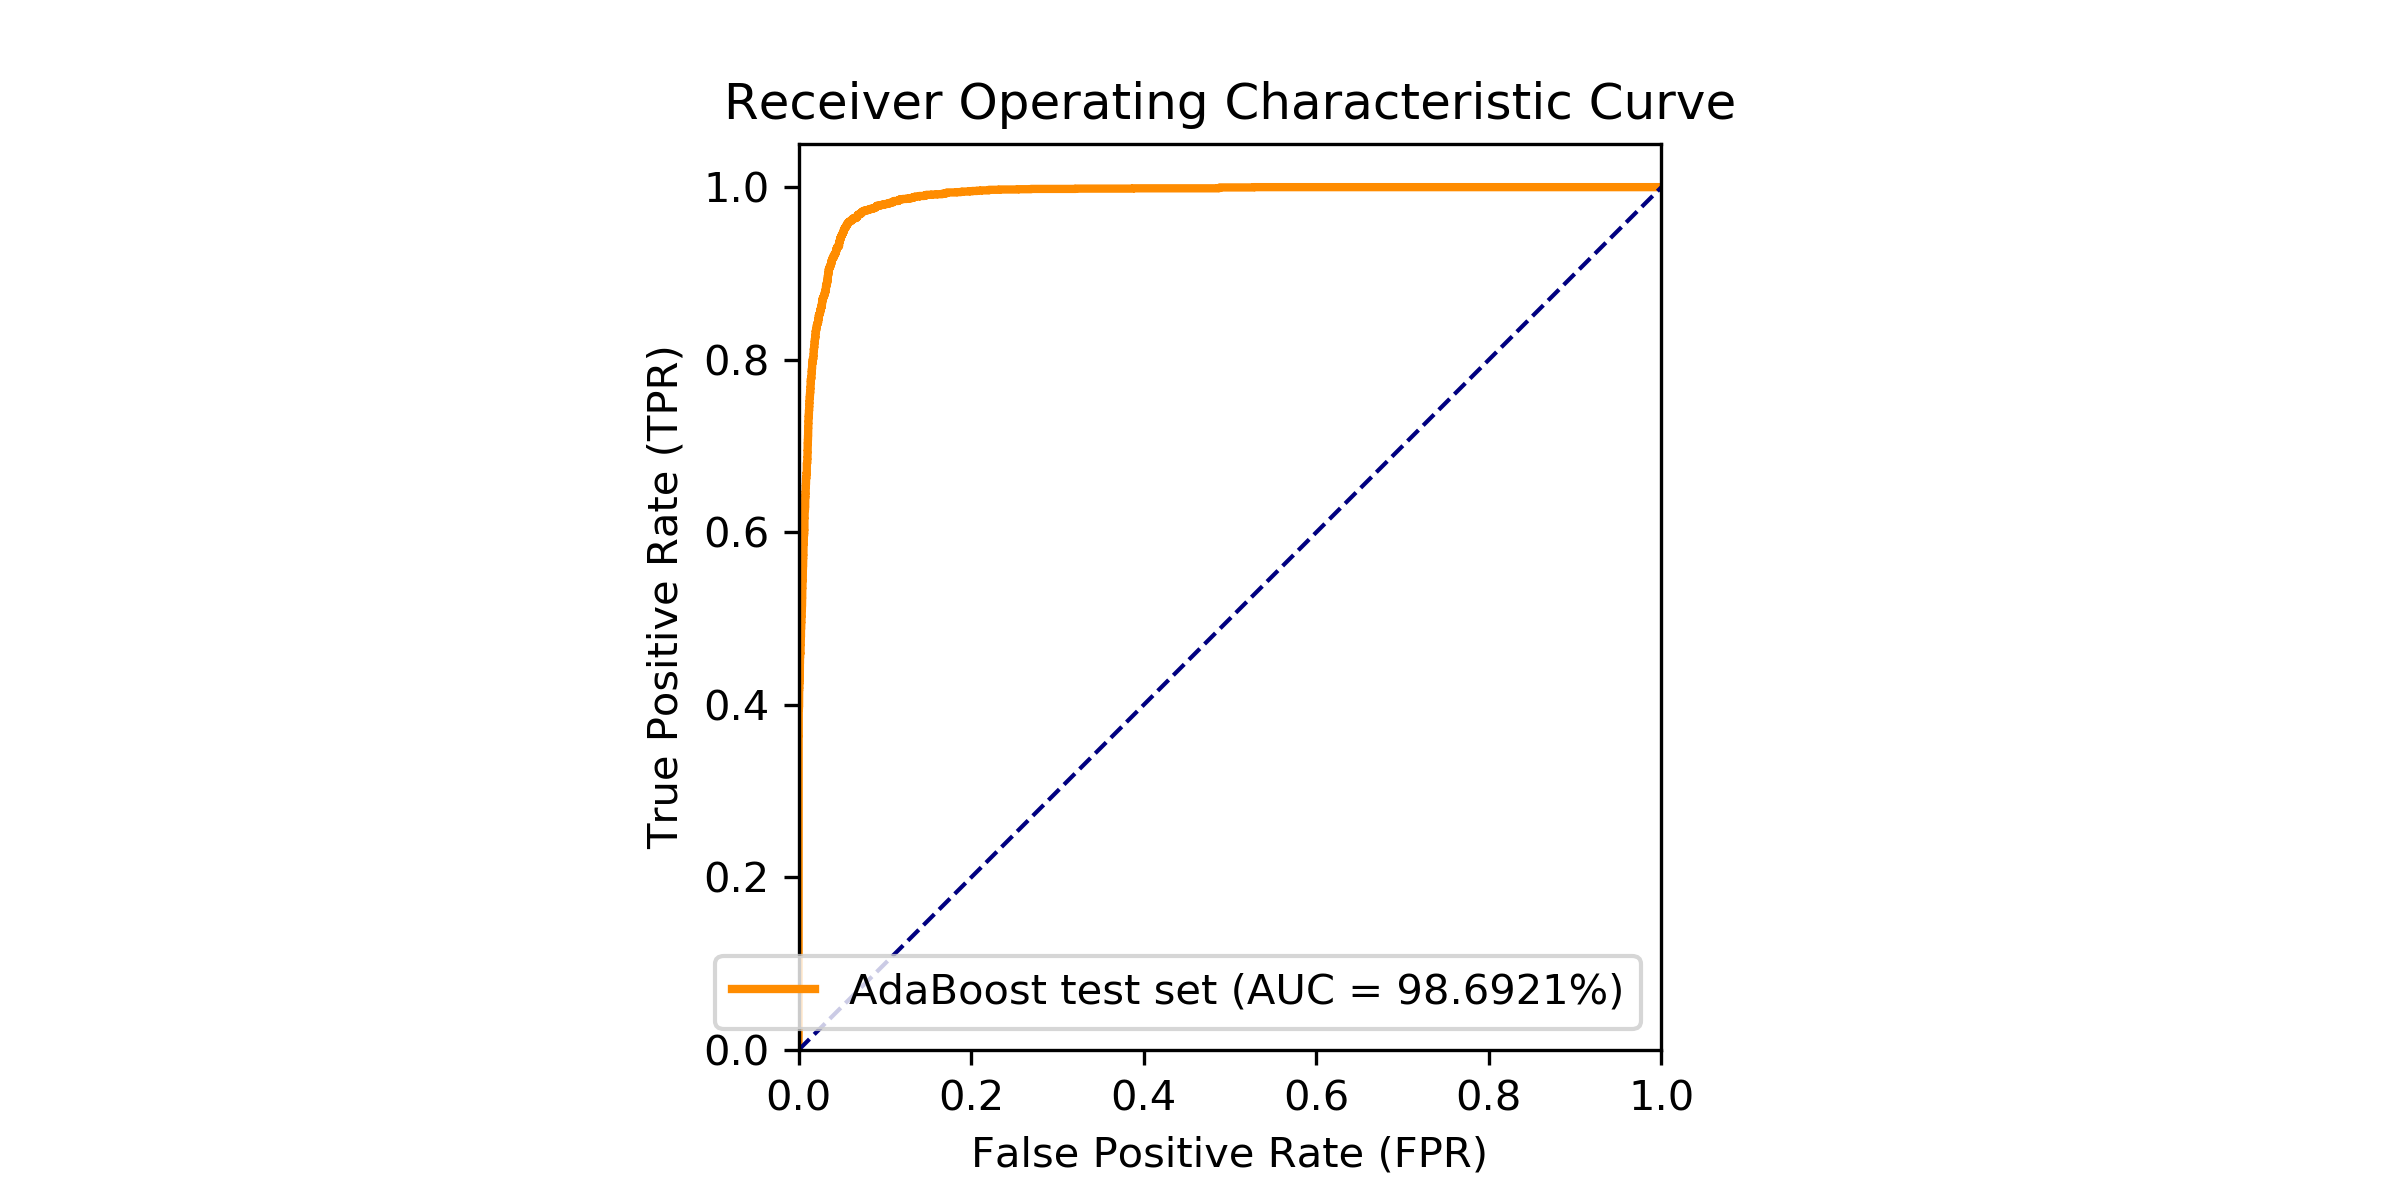 Receiver Operating Characteristic Curve
True Positive Rate (TPR)
1.0
0.8
0.6
0.4
0.2
0.0
AdaBoost test set (AUC = 98.6921%)
0.0 0.2 0.4 0.6 0.8 1.0
False Positive Rate (FPR)